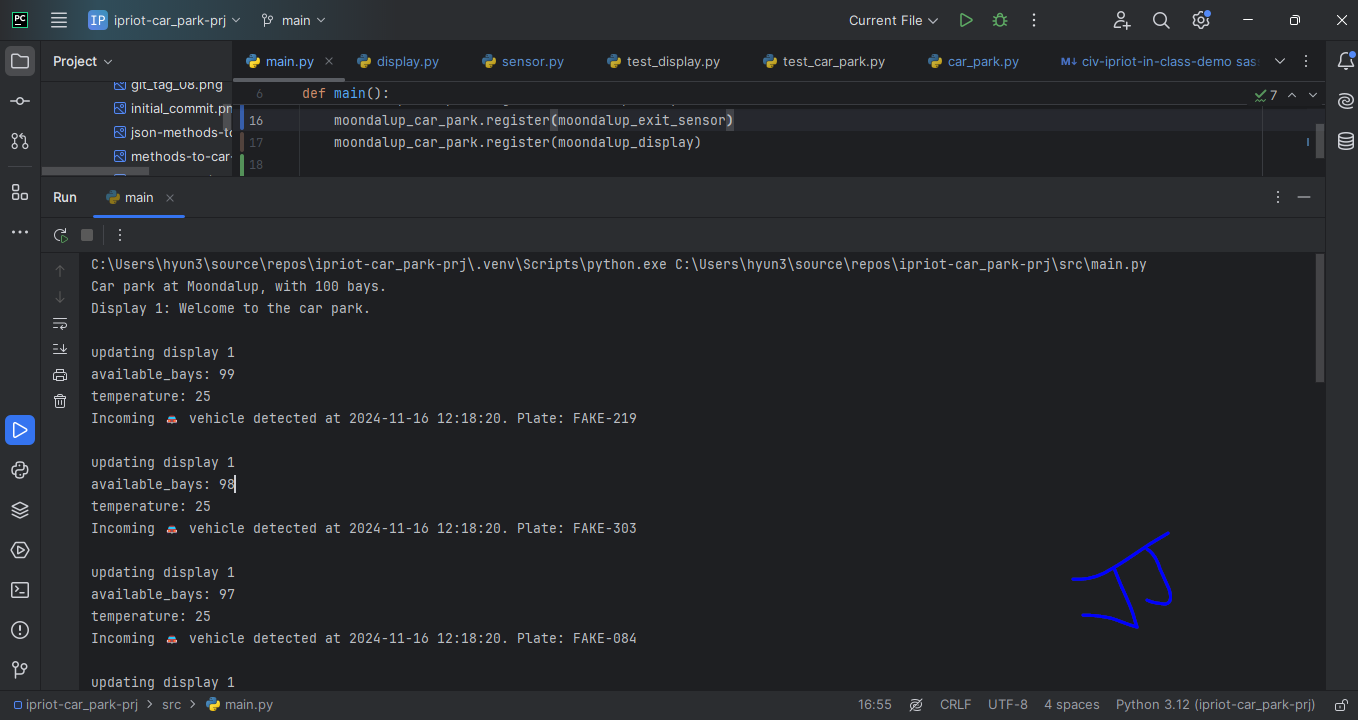 PC
IP ipriot-car_park-prj
main
Current File
Project
main.py
display.py
sensor.py
test_display.py
test_car_park.py
car_park.py
M↓ civ-ipriot-in-class-demo sas
git_tag_08.png
initial_commit.pn
json-methods-to
methods-to-car-
6 def main():
7
16 moondalup_car_park.register(moondalup_exit_sensor)
17 moondalup_car_park.register(moondalup_display)
18
Run main
C:\Users\hyun3\source\repos\ipriot-car_park-prj\.venv\Scripts\python.exe C:\Users\hyun3\source\repos\ipriot-car_park-prj\src\main.py
Car park at Moondalup, with 100 bays.
Display 1: Welcome to the car park.
updating display 1
available_bays: 99
temperature: 25
Incoming 🚘 vehicle detected at 2024-11-16 12:18:20. Plate: FAKE-219
updating display 1
available_bays: 98
temperature: 25
Incoming 🚘 vehicle detected at 2024-11-16 12:18:20. Plate: FAKE-303
updating display 1
available_bays: 97
temperature: 25
Incoming 🚘 vehicle detected at 2024-11-16 12:18:20. Plate: FAKE-084
updating display 1
JJ
ipriot-car_park-prj > src > main.py
16:55
CRLF
UTF-8
4 spaces
Python 3.12 (ipriot-car_park-prj)